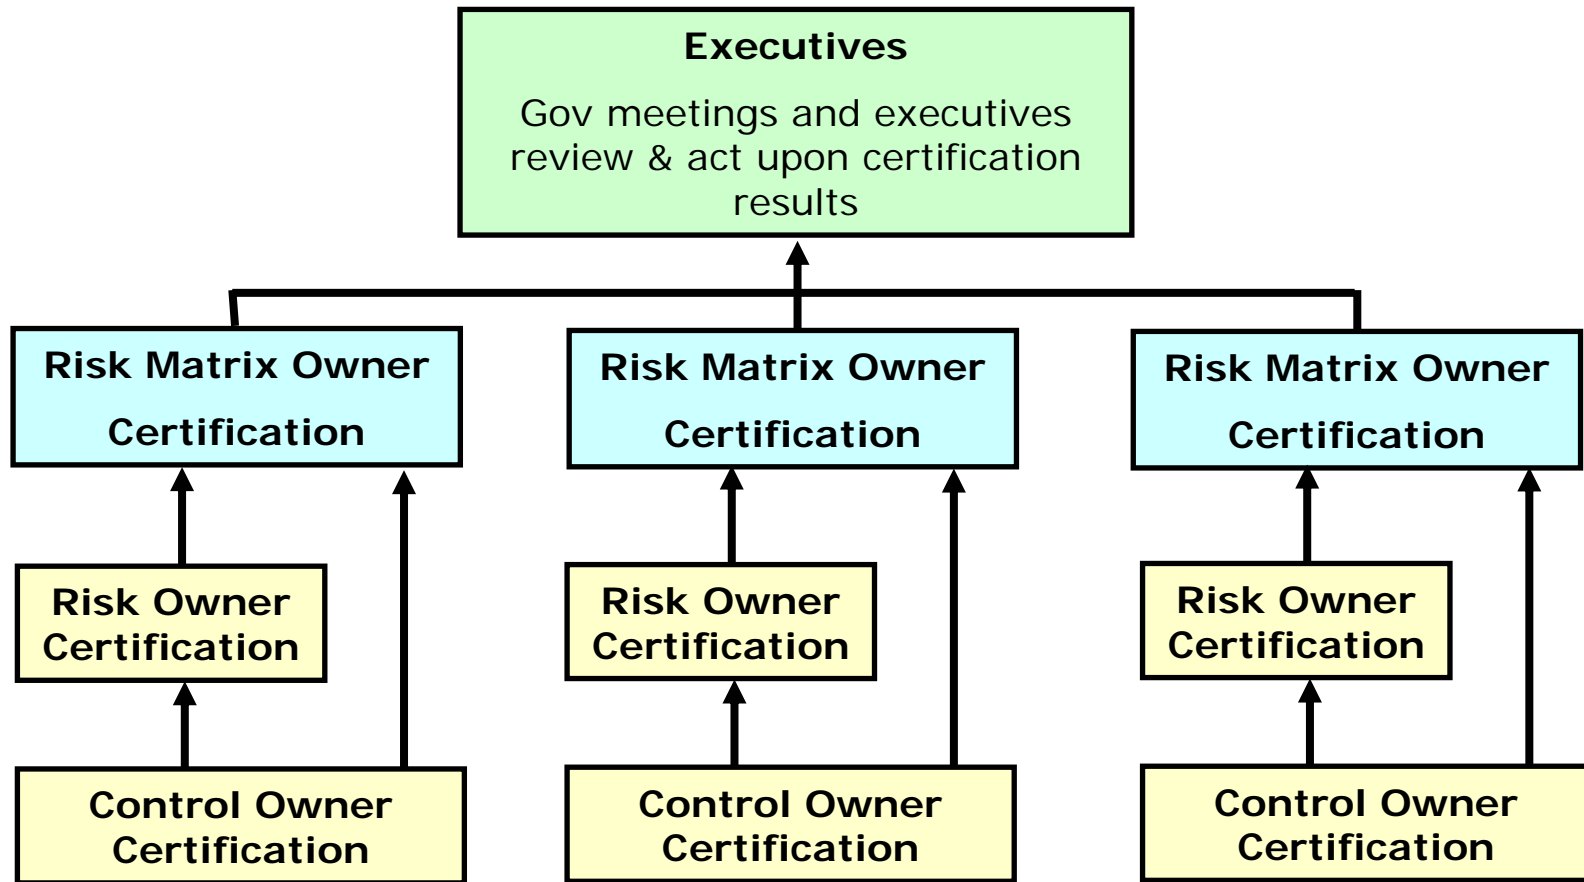 Executives
Gov meetings and executives
review & act upon certification
results
Risk Matrix Owner
Certification
Risk Matrix Owner
Certification
Risk Matrix Owner
Certification
Risk Owner
Certification
Risk Owner
Certification
Risk Owner
Certification
Control Owner
Certification
Control Owner
Certification
Control Owner
Certification